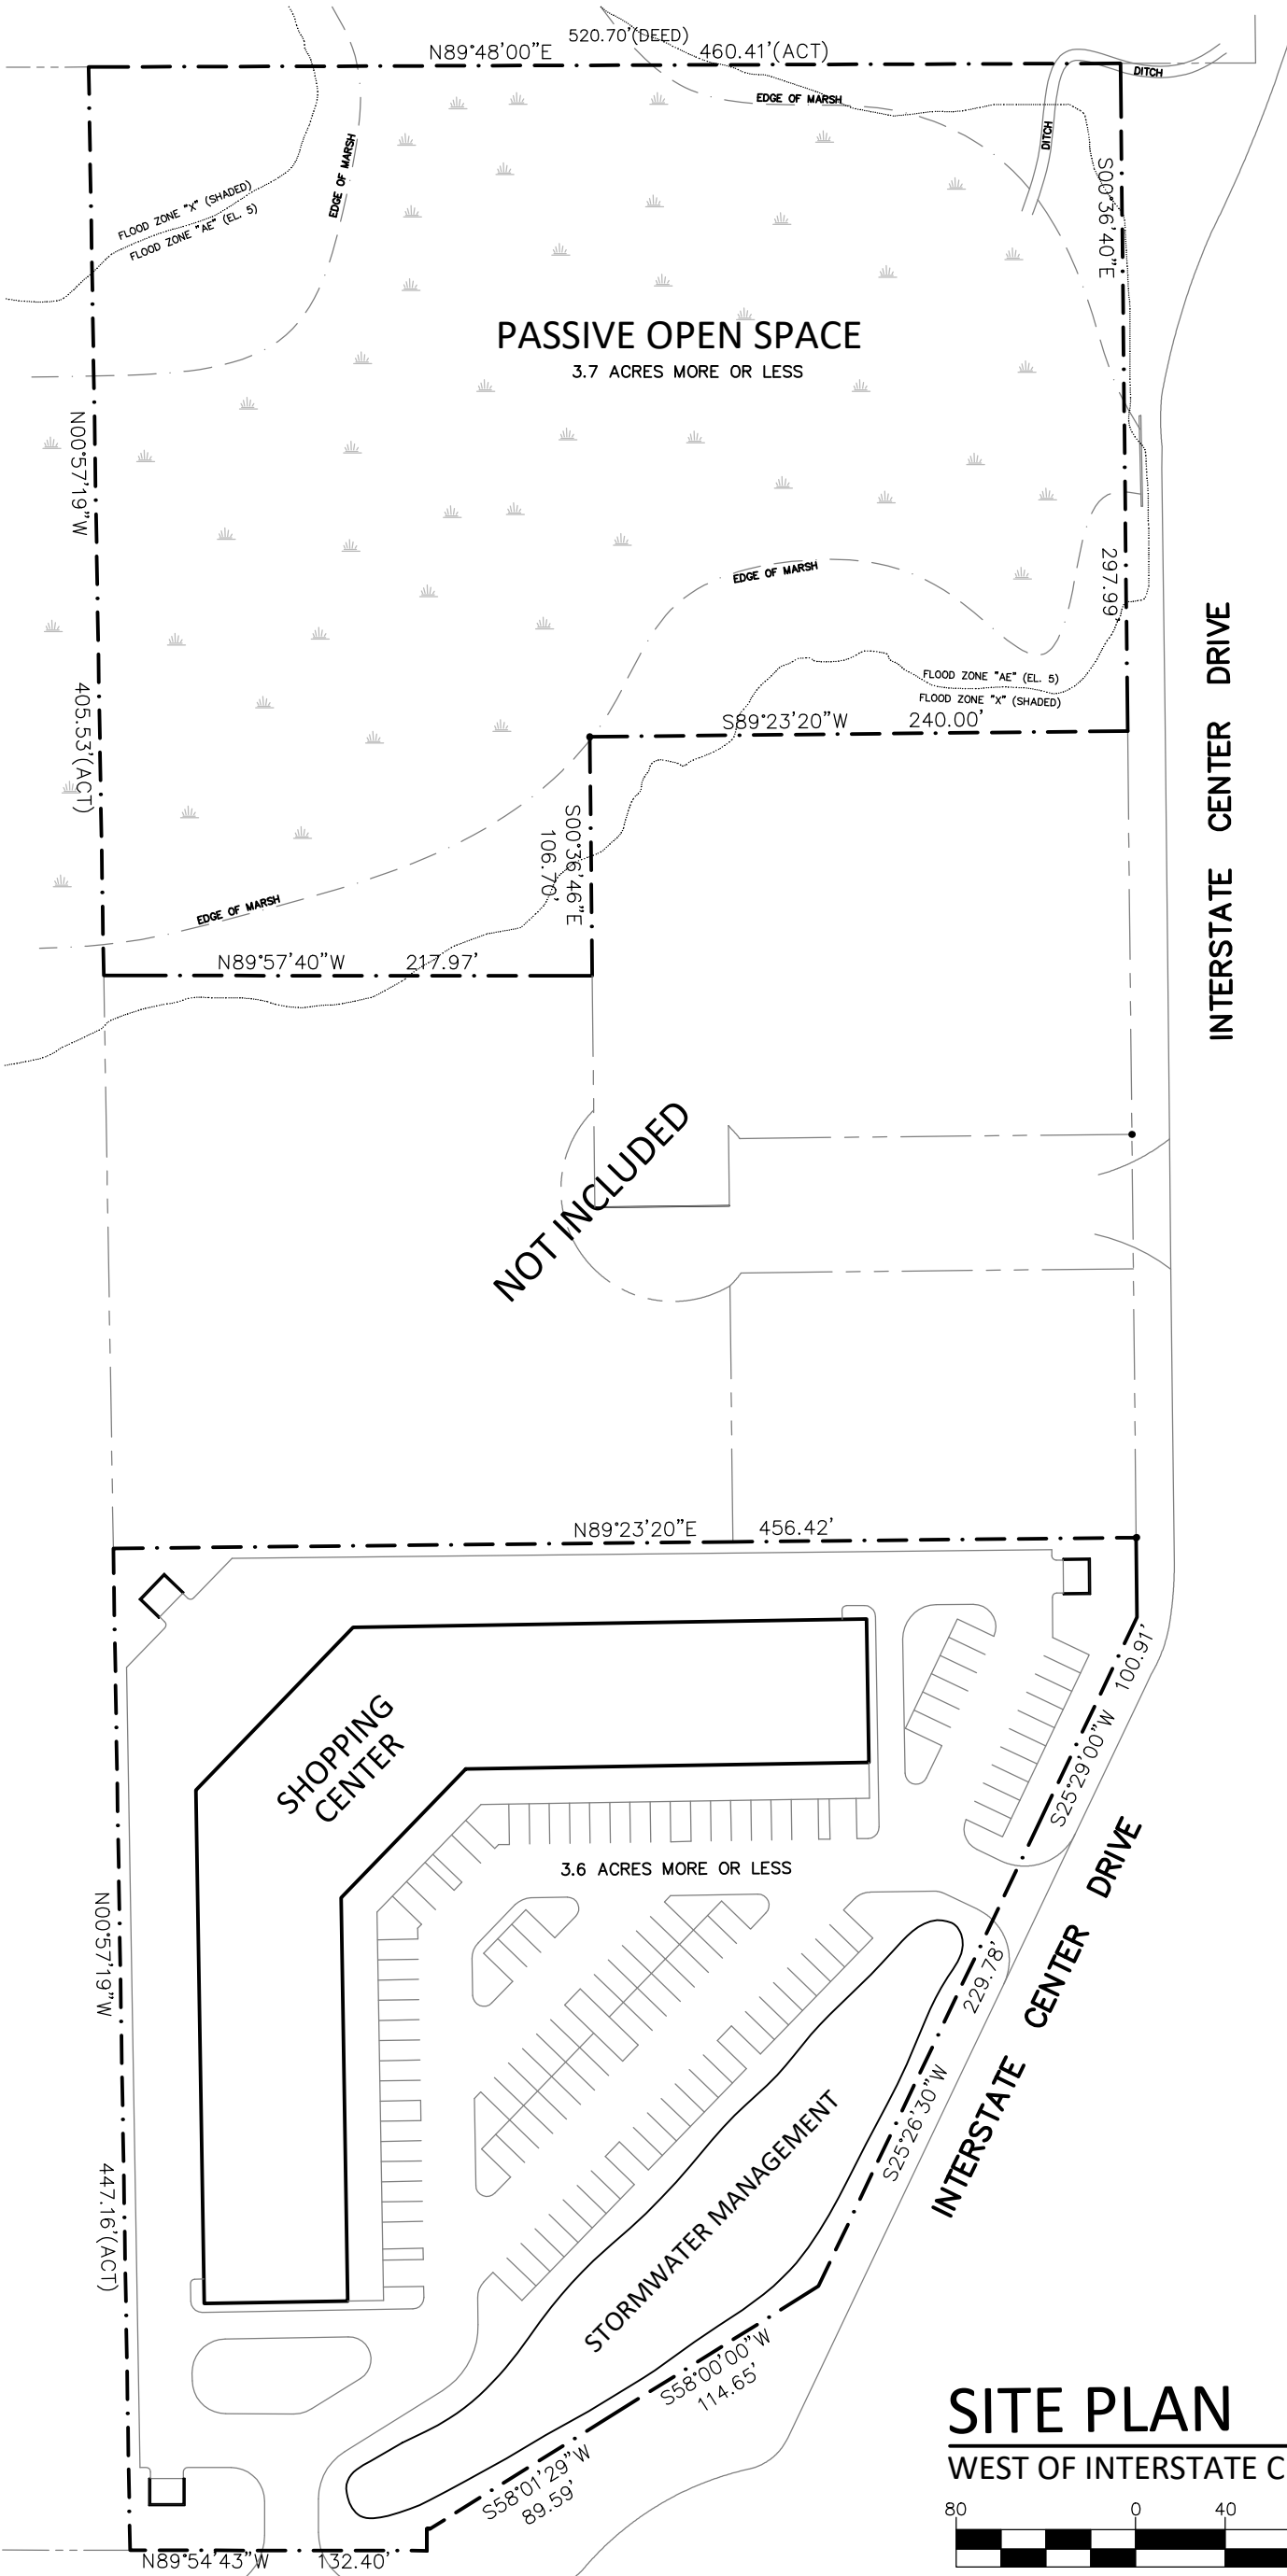 520.70'(DEED)
N89°48'00"E 460.41'(ACT)
DITCH
EDGE OF MARSH
DITCH
EDGE OF MARSH
S00°36'40"E
FLOOD ZONE "X" (SHADED)
FLOOD ZONE "AE" (EL. 5)
PASSIVE OPEN SPACE
3.7 ACRES MORE OR LESS
N00°57'19"W
297.99'
EDGE OF MARSH
INTERSTATE CENTER DRIVE
FLOOD ZONE "AE" (EL. 5)
FLOOD ZONE "X" (SHADED)
405.53'(ACT)
S89°23'20"W 240.00'
S00°36'46"E
106.70'
EDGE OF MARSH
N89°57'40"W 217.97'
NOT INCLUDED
N89°23'20"E 456.42'
100.91'
S25°29'00"W
SHOPPING
CENTER
3.6 ACRES MORE OR LESS
N00°57'19"W
INTERSTATE CENTER DRIVE
229.78'
S25°26'30"W
447.16'(ACT)
STORMWATER MANAGEMENT
S58°00'00"W
114.65'
S58°01'29"W
89.59'
N89°54'43"W 132.40'
SITE PLAN
WEST OF INTERSTATE C
80 0 40